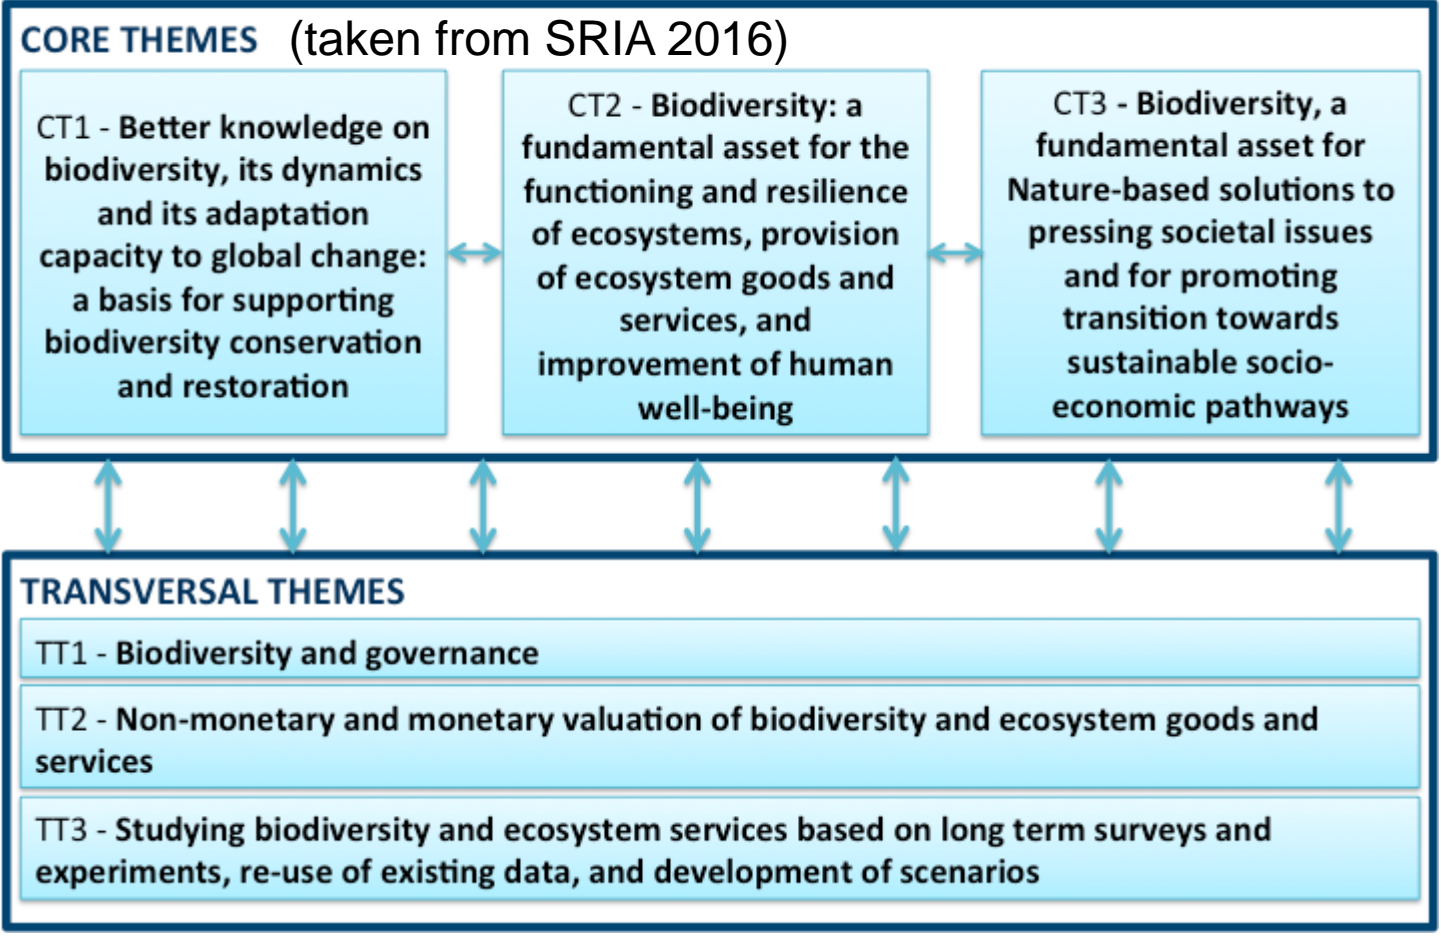 CORE THEMES (taken from SRIA 2016)
CT1 - Better knowledge on
biodiversity, its dynamics
and its adaptation
capacity to global change:
a basis for supporting
biodiversity conservation
and restoration
CT2 - Biodiversity: a
fundamental asset for the
functioning and resilience
of ecosystems, provision
of ecosystem goods and
services, and
improvement of human
well-being
CT3 - Biodiversity, a
fundamental asset for
Nature-based solutions to
pressing societal issues
and for promoting
transition towards
sustainable socio-
economic pathways
TRANSVERSAL THEMES
TT1 - Biodiversity and governance
TT2 - Non-monetary and monetary valuation of biodiversity and ecosystem goods and
services
TT3 - Studying biodiversity and ecosystem services based on long term surveys and
experiments, re-use of existing data, and development of scenarios